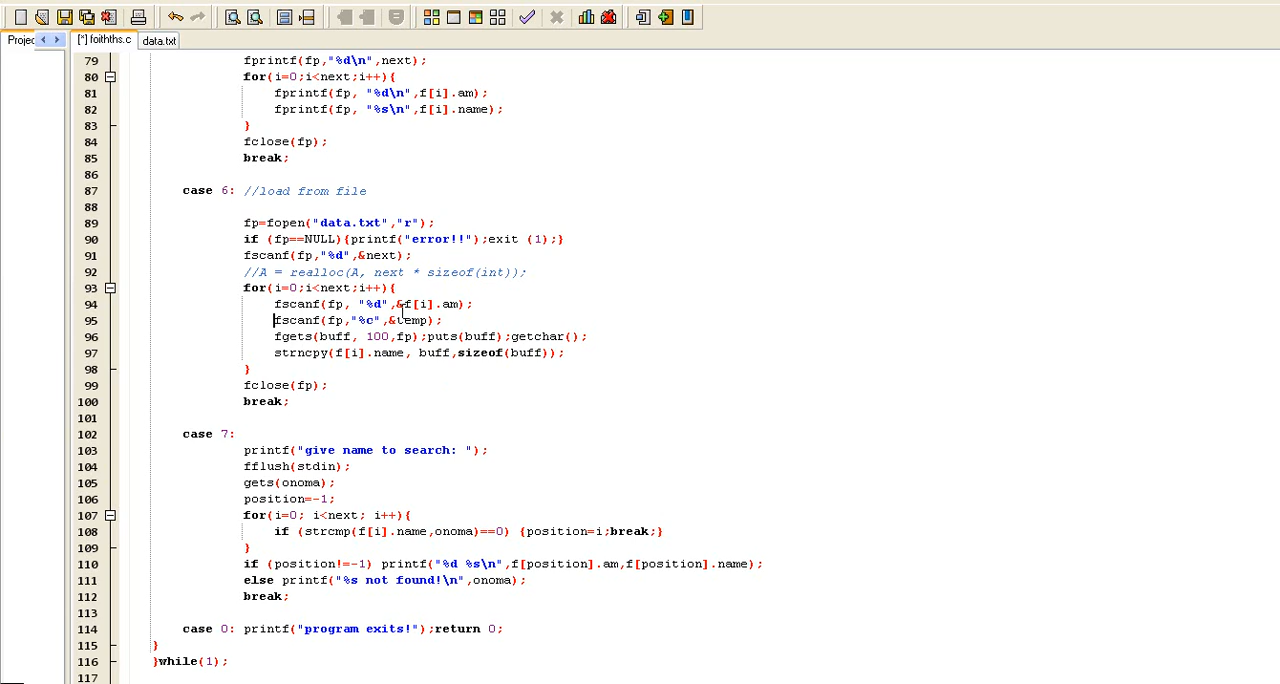 Projec [*] foithths.c data.txt
79 fprintf(fp,"%d\n",next);
80 for(i=0;i<next;i++){
81 fprintf(fp, "%d\n",f[i].am);
82 fprintf(fp, "%s\n",f[i].name);
83 }
84 fclose(fp);
85 break;
86
87 case 6: //load from file
88
89 fp=fopen("data.txt","r");
90 if (fp==NULL){printf("error!!");exit (1);}
91 fscanf(fp,"%d",&next);
92 //A = realloc(A, next * sizeof(int));
93 for(i=0;i<next;i++){
94 fscanf(fp, "%d",&f[i].am);
95 fscanf(fp,"%c",&temp);
96 fgets(buff, 100,fp);puts(buff);getchar();
97 strncpy(f[i].name, buff,sizeof(buff));
98 }
99 fclose(fp);
100 break;
101
102 case 7:
103 printf("give name to search: ");
104 fflush(stdin);
105 gets(onoma);
106 position=-1;
107 for(i=0; i<next; i++){
108 if (strcmp(f[i].name,onoma)==0) {position=i;break;}
109 }
110 if (position!=-1) printf("%d %s\n",f[position].am,f[position].name);
111 else printf("%s not found!\n",onoma);
112 break;
113
114 case 0: printf("program exits!");return 0;
115 }
116 }while(1);
117